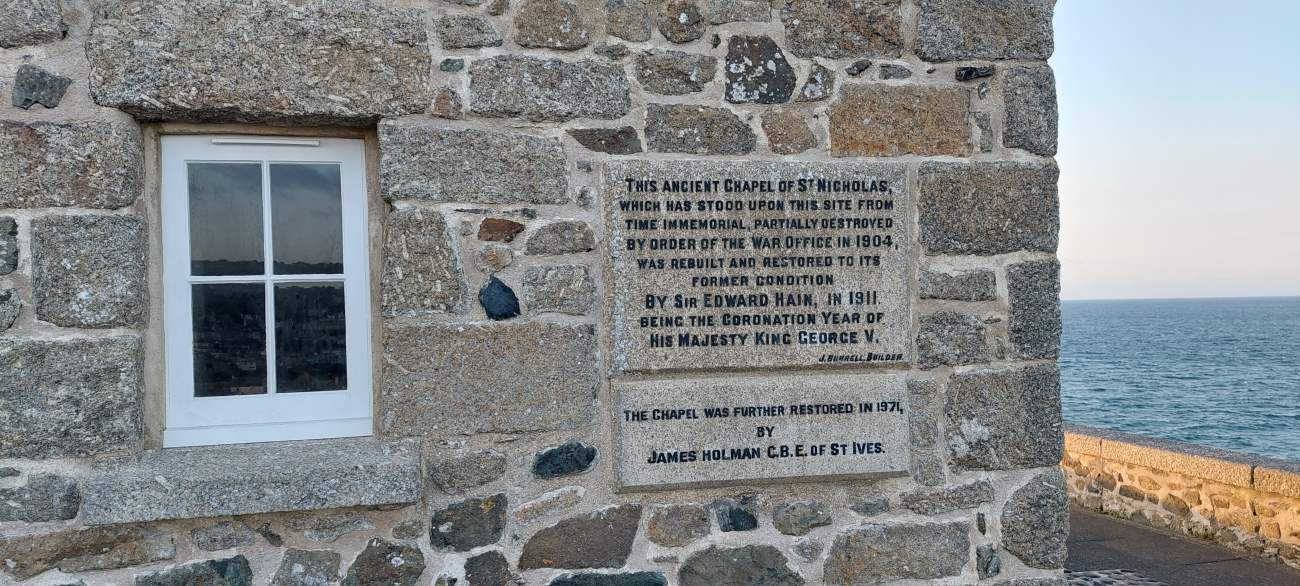 THIS ANCIENT CHAPEL OF ST NICHOLAS,
WHICH HAS STOOD UPON THIS SITE FROM
TIME IMMEMORIAL, PARTIALLY DESTROYED
BY ORDER OF THE WAR OFFICE IN 1904,
WAS REBUILT AND RESTORED TO ITS
FORMER CONDITION
BY SIR EDWARD HAIN, IN 1911.
BEING THE CORONATION YEAR OF
HIS MAJESTY KING GEORGE V.
J. BURRELL, BUILDER.
THE CHAPEL WAS FURTHER RESTORED IN 1971,
BY
JAMES HOLMAN C.B.E. OF ST IVES.